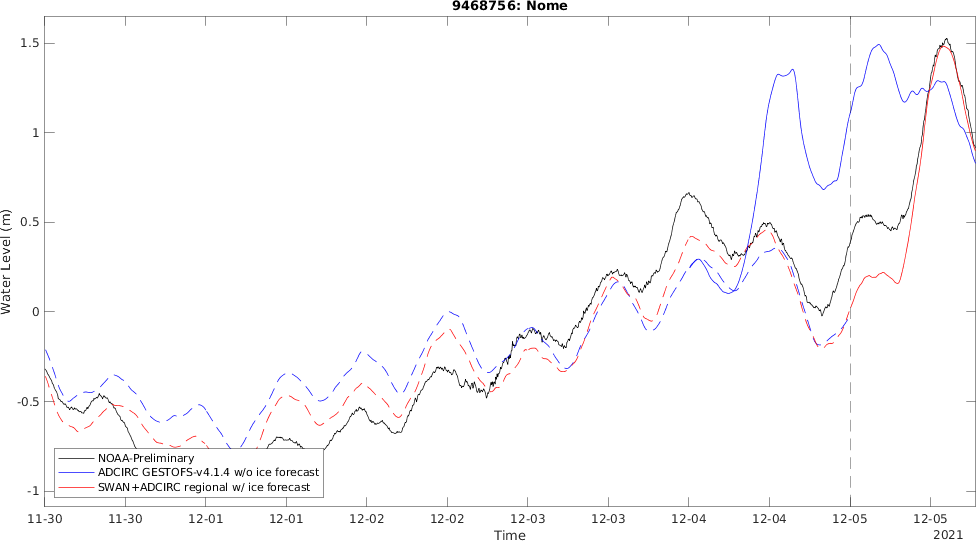 9468756: Nome
1.5
1
0.5
0
-0.5
-1
Water Level (m)
NOAA-Preliminary
ADCIRC GESTOFS-v4.1.4 w/o ice forecast
SWAN+ADCIRC regional w/ ice forecast
11-30 11-30 12-01 12-01 12-02 12-02 12-03 12-03 12-04 12-04 12-05 12-05
Time
2021